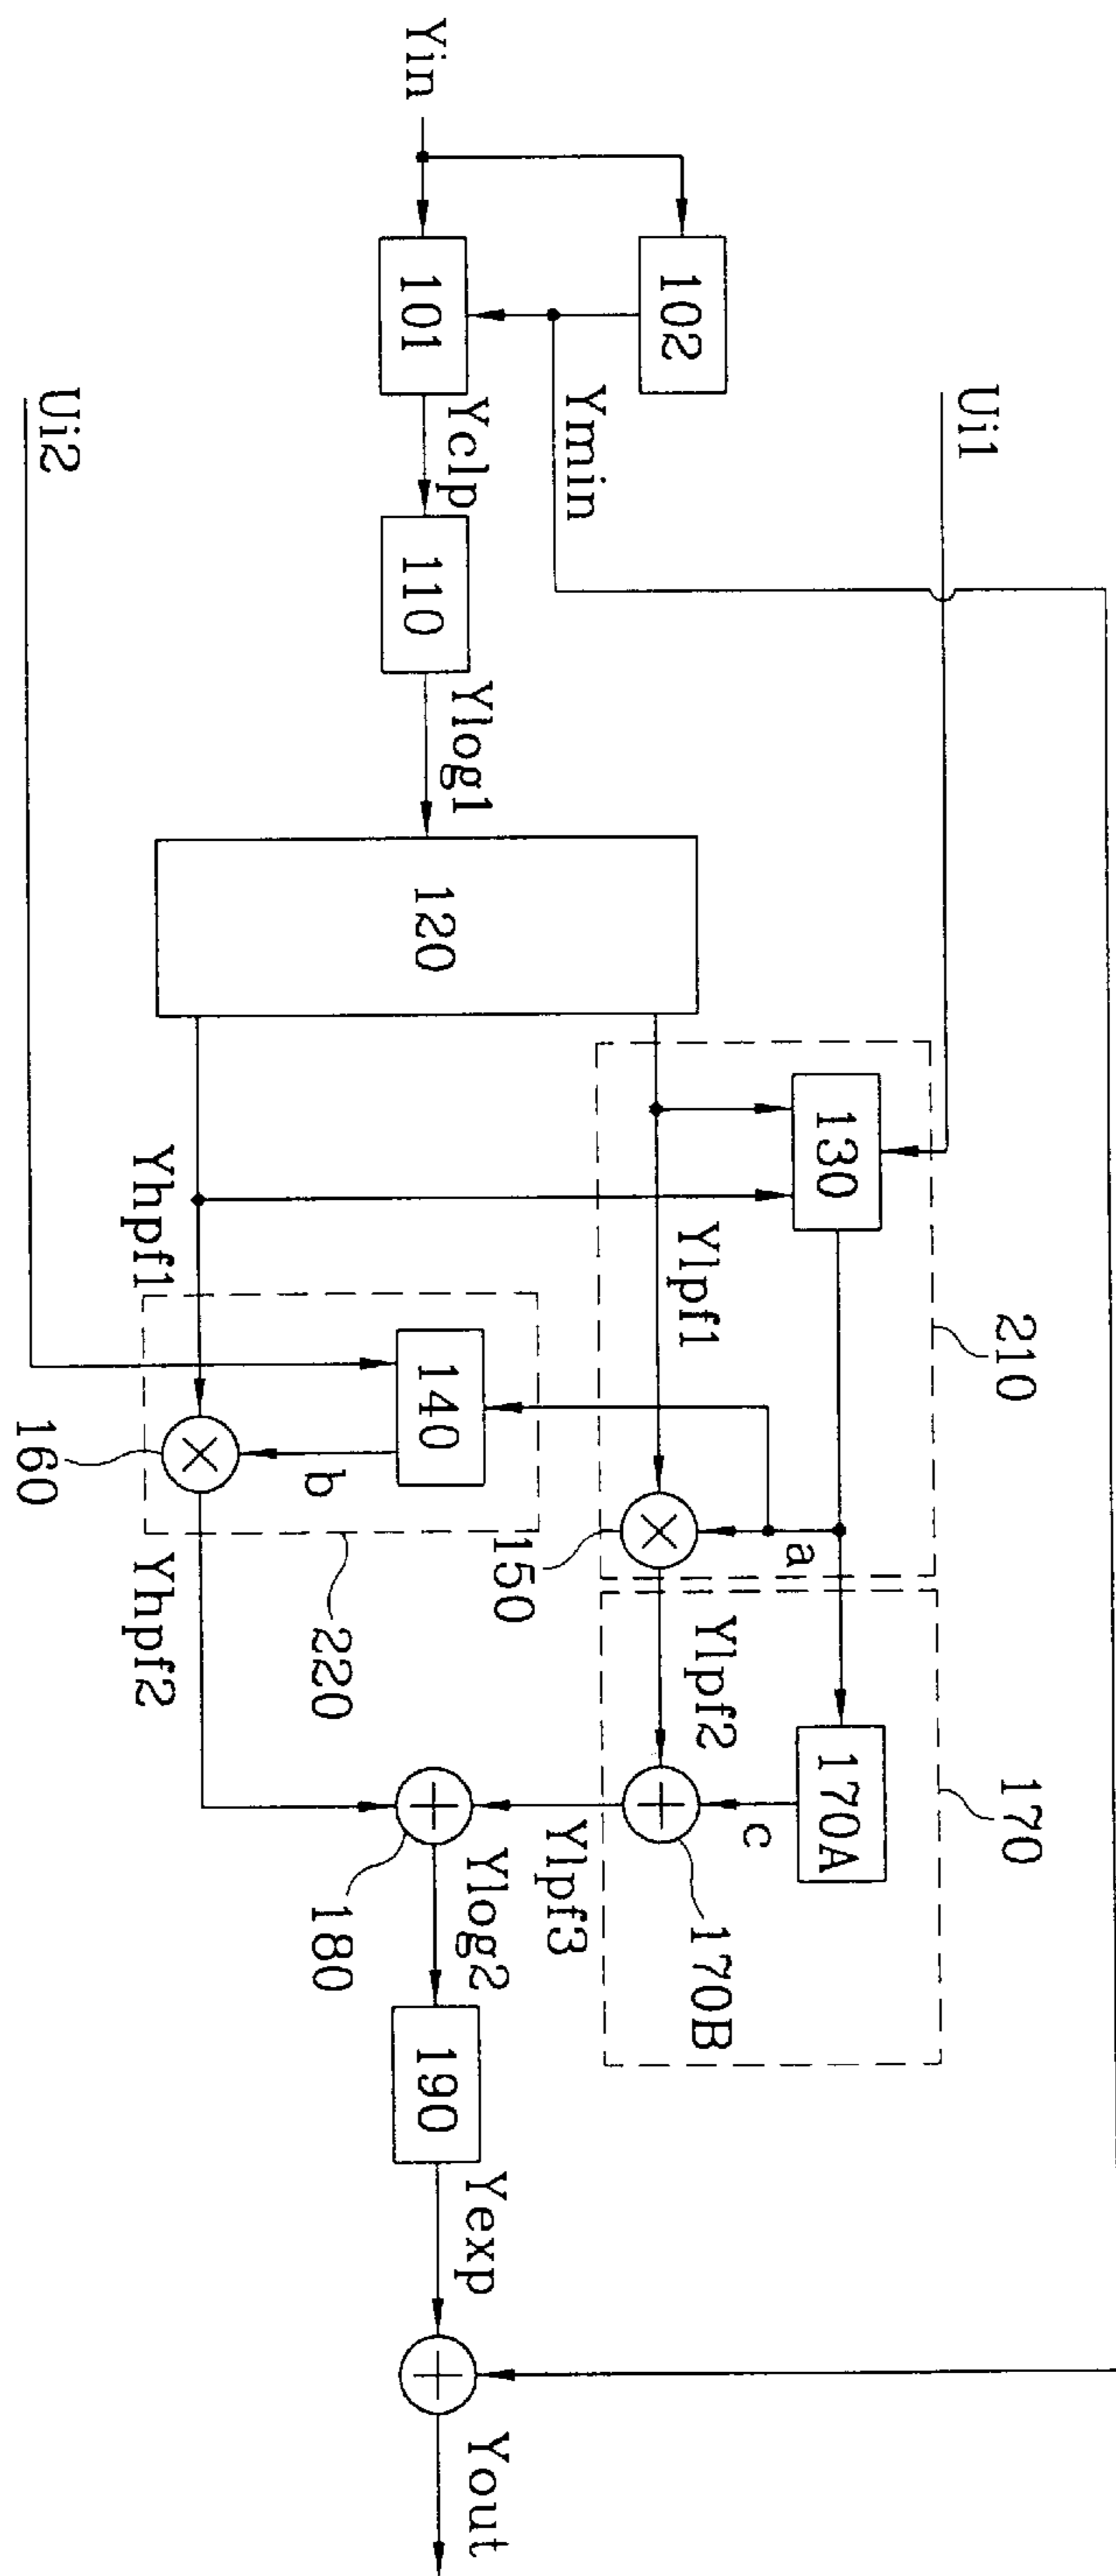 Yin
102
101
Ymin
Yclp
110
Ylog1
120
Ui1
Ui2
130
210
Ylpf1
Yhpf1
140
a
b
150
160
220
Yhpf2
Ylpf2
170A
170
c
170B
Ylpf3
180
Ylog2
190
Yexp
Yout